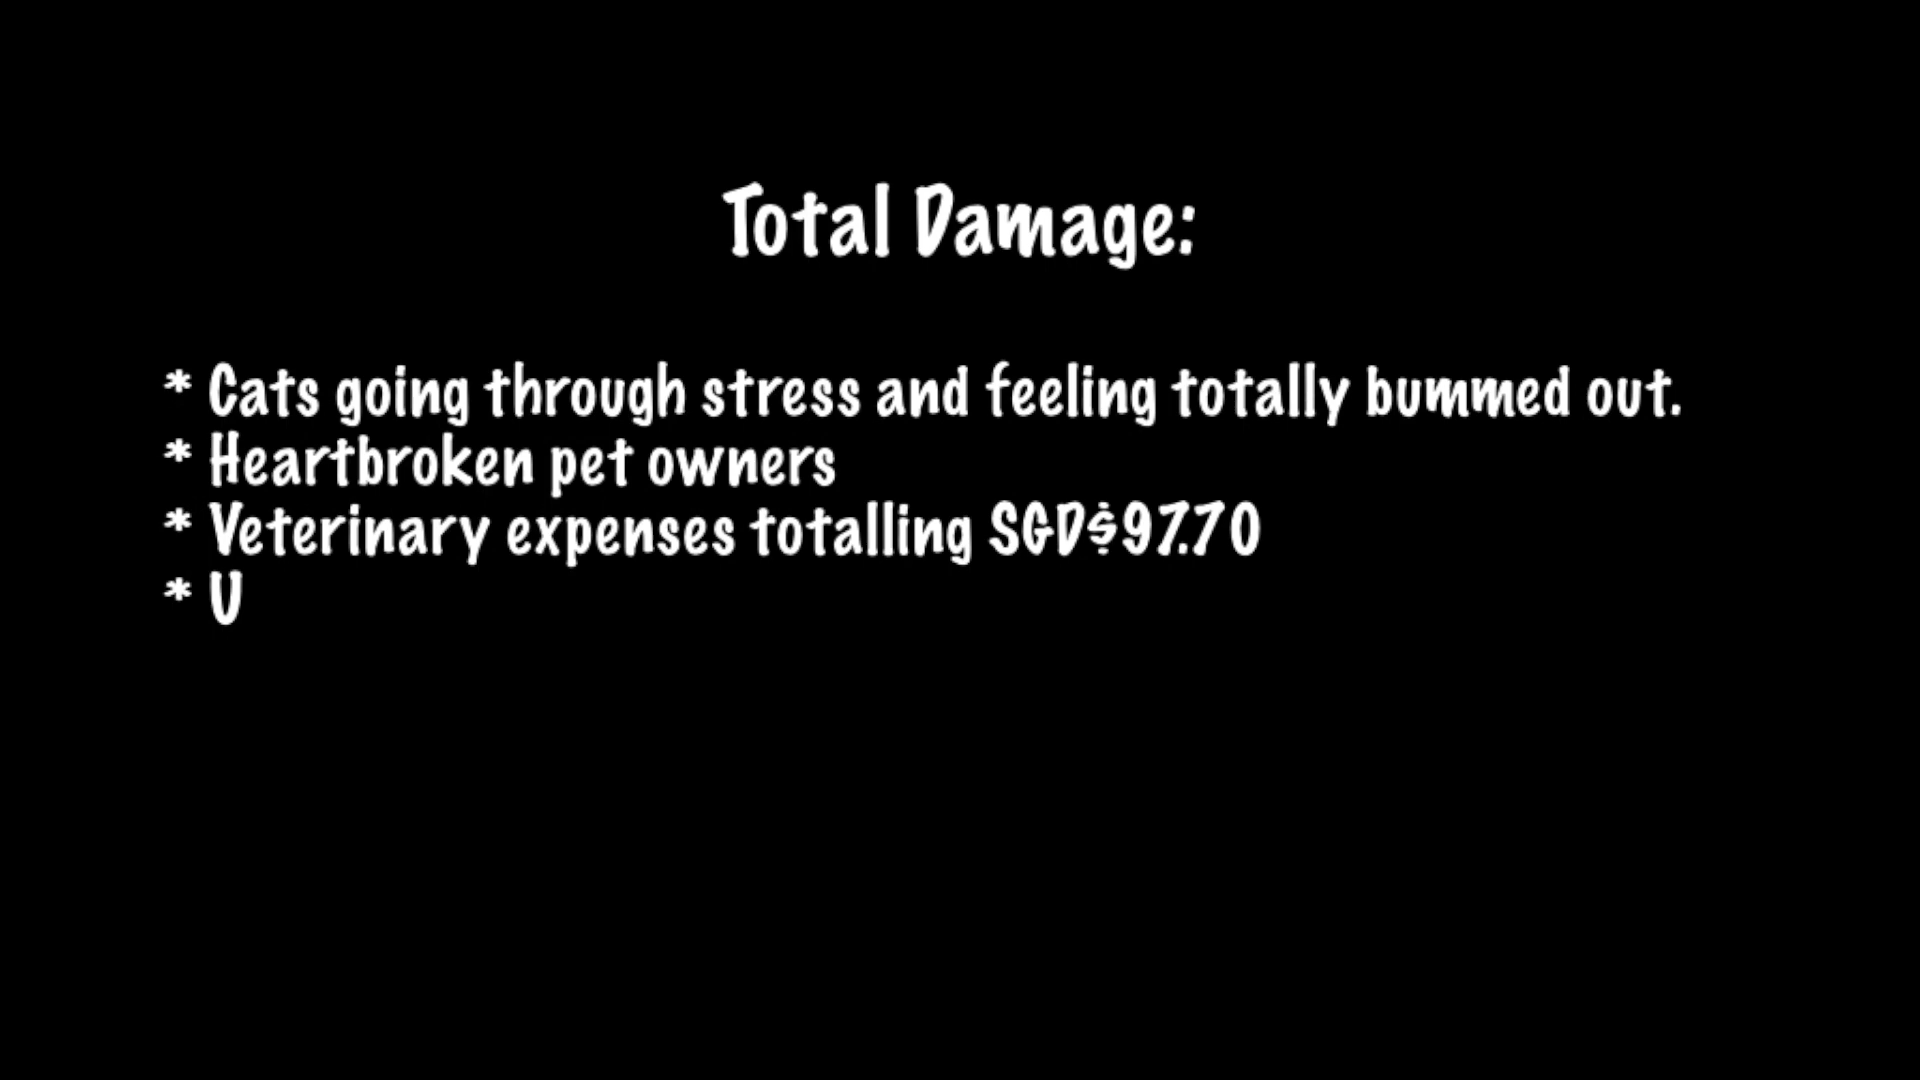 Total Damage:
* Cats going through stress and feeling totally bummed out.
* Heartbroken pet owners
* Veterinary expenses totalling SGD$97.70
* U